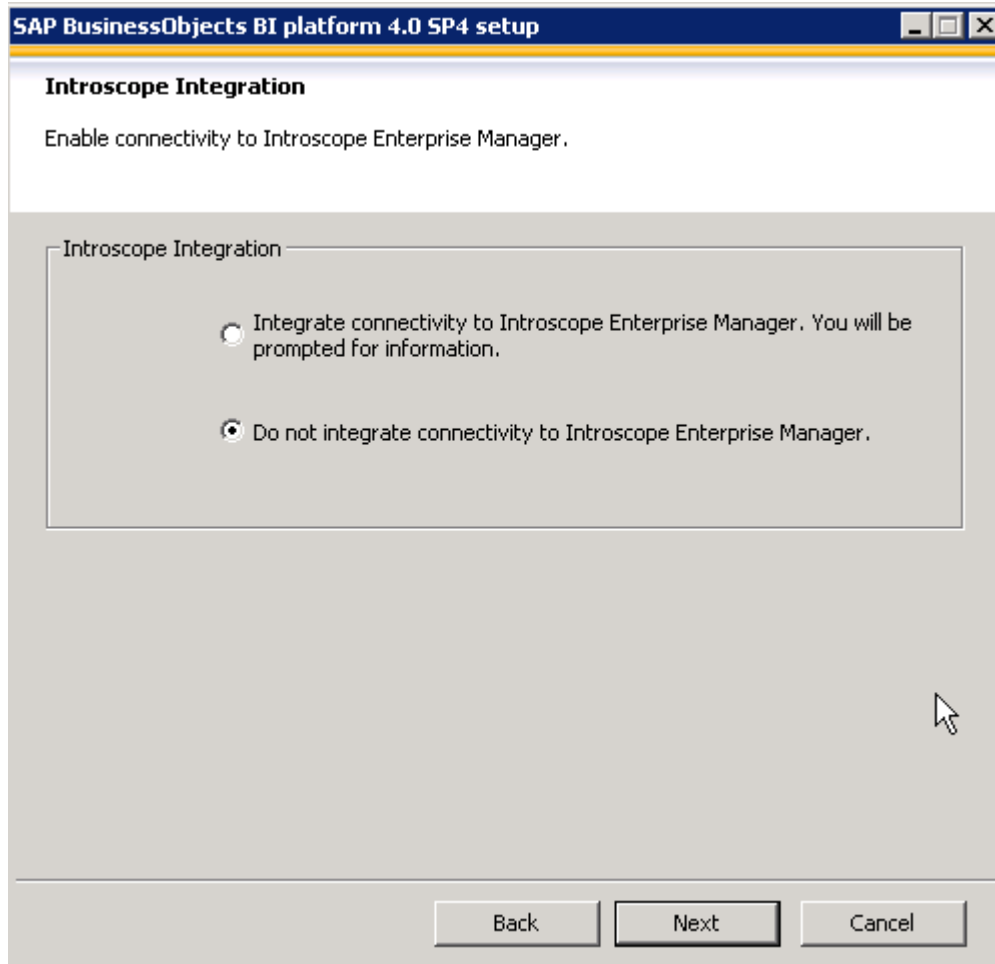 SAP BusinessObjects BI platform 4.0 SP4 setup
Introscope Integration
Enable connectivity to Introscope Enterprise Manager.
Introscope Integration
Integrate connectivity to Introscope Enterprise Manager. You will be
prompted for information.
Do not integrate connectivity to Introscope Enterprise Manager.
Back Next Cancel